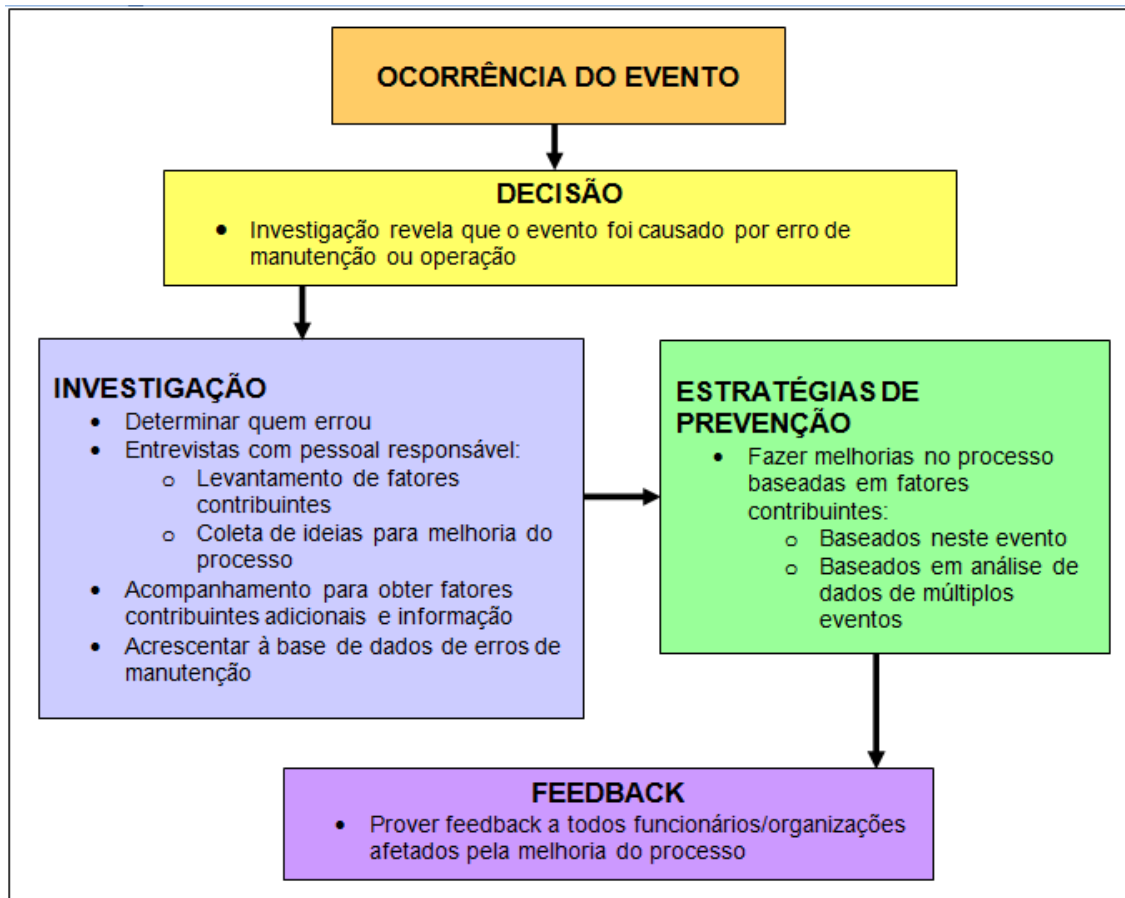 OCORRÊNCIA DO EVENTO
DECISÃO
• Investigação revela que o evento foi causado por erro de
manutenção ou operação
INVESTIGAÇÃO
• Determinar quem errou
• Entrevistas com pessoal responsável:
o Levantamento de fatores
contribuintes
o Coleta de ideias para melhoria do
processo
• Acompanhamento para obter fatores
contribuintes adicionais e informação
• Acrescentar à base de dados de erros de
manutenção
ESTRATÉGIAS DE
PREVENÇÃO
• Fazer melhorias no processo
baseadas em fatores
contribuintes:
o Baseados neste evento
o Baseados em análise de
dados de múltiplos
eventos
FEEDBACK
• Prover feedback a todos funcionários/organizações
afetados pela melhoria do processo